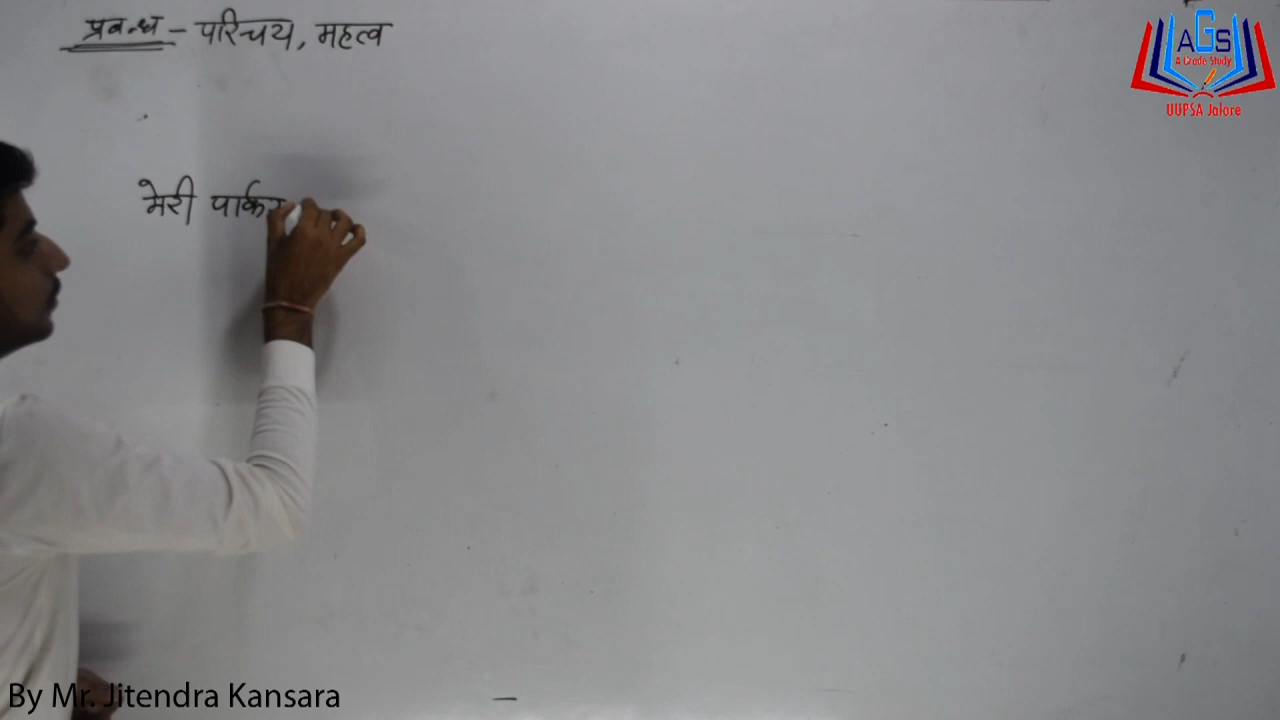 प्रबन्ध - परिचय, महत्व
AGS
A Grade Study
UUPSA Jalore
मेरी
By Mr. Jitendra Kansara